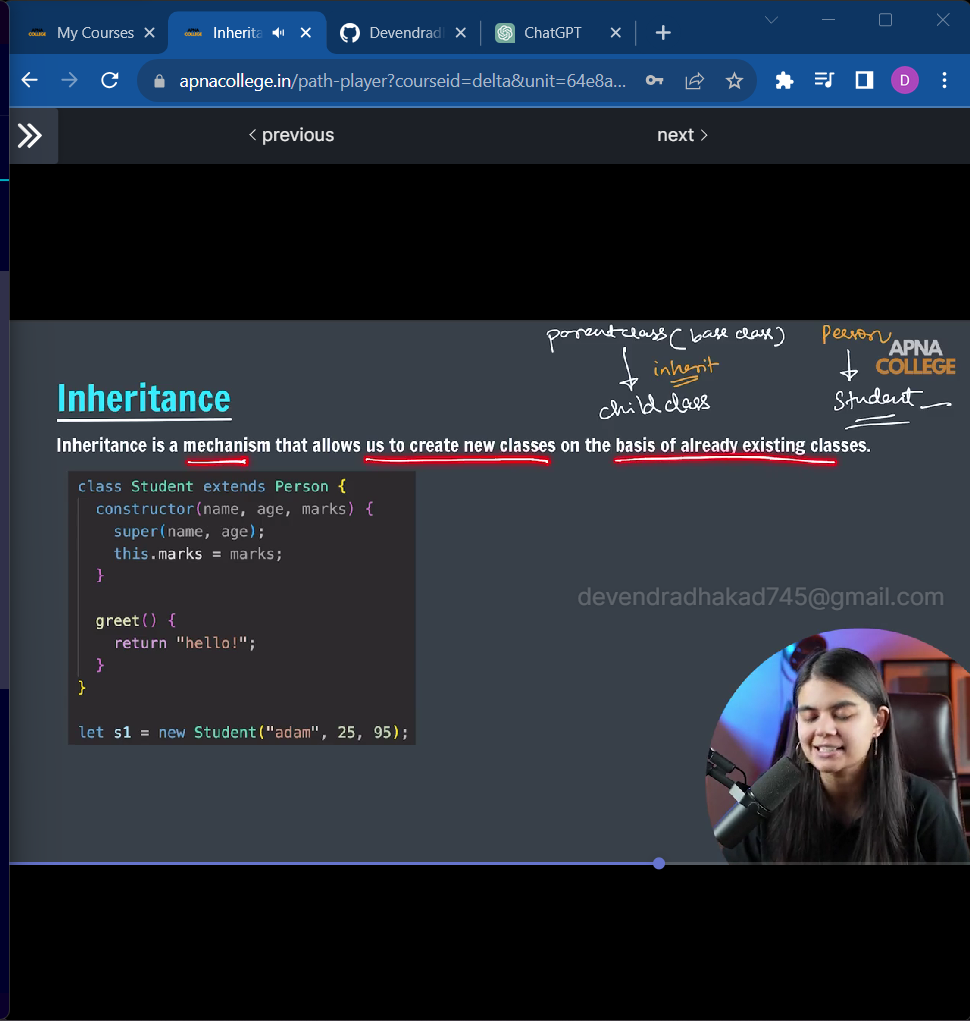 My Courses
Inherita
Devendrad
ChatGPT
apnacollege.in/path-player?courseid=delta&unit=64e8a...
D
previous
next
parent class (base class)
Person
inherit
APNA
COLLEGE
child class
Student
Inheritance
Inheritance is a mechanism that allows us to create new classes on the basis of already existing classes.
class Student extends Person {
constructor(name, age, marks) {
super(name, age);
this.marks = marks;
}
greet() {
return "hello!";
}
}
let s1 = new Student("adam", 25, 95);
devendradhakad745@gmail.com